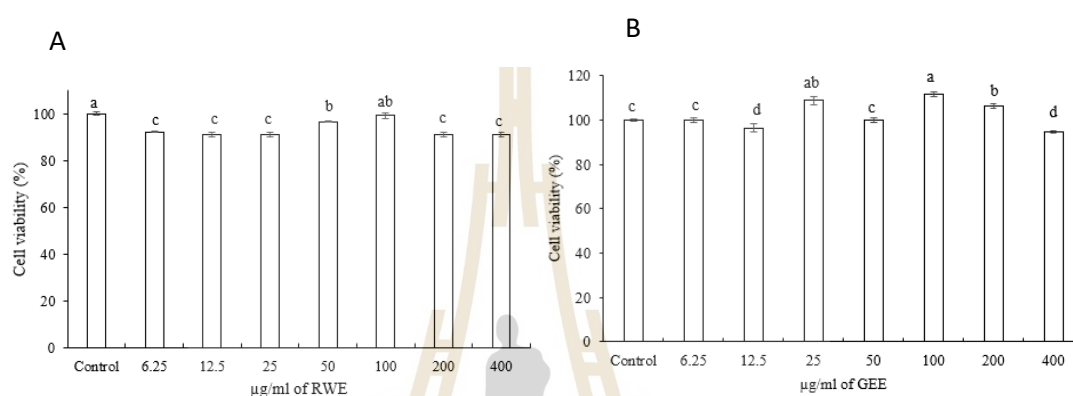 A
a
c
c
c
b
ab
c
c
100
80
60
40
20
0
Cell viability (%)
Control 6.25 12.5 25 50 100 200 400
µg/ml of RWE
B
c
c
d
ab
c
a
b
d
120
100
80
60
40
20
0
Cell viability (%)
Control 6.25 12.5 25 50 100 200 400
µg/ml of GEE